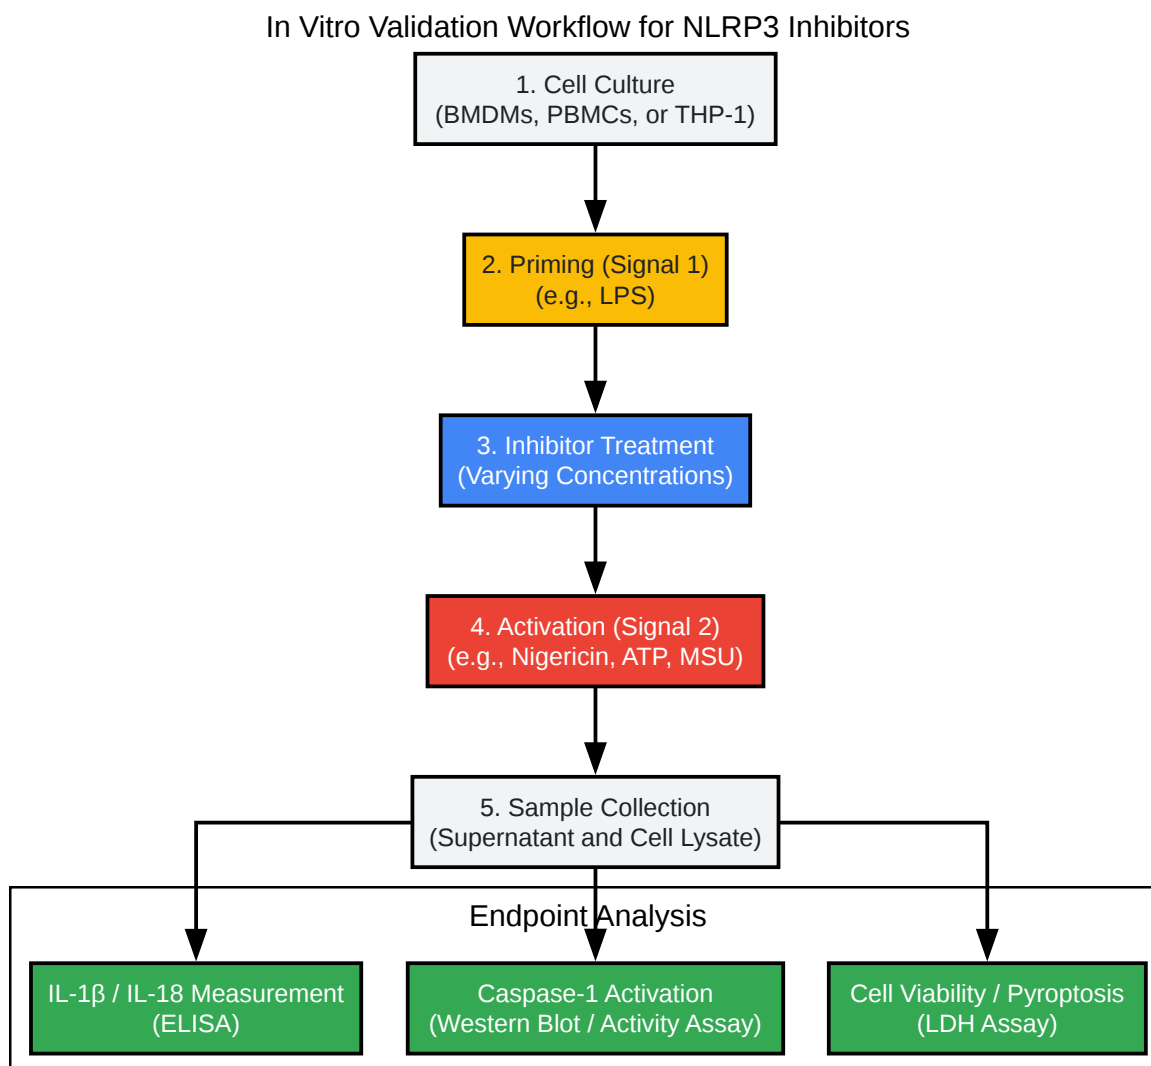 In Vitro Validation Workflow for NLRP3 Inhibitors
1. Cell Culture
(BMDMs, PBMCs, or THP-1)
2. Priming (Signal 1)
(e.g., LPS)
3. Inhibitor Treatment
(Varying Concentrations)
4. Activation (Signal 2)
(e.g., Nigericin, ATP, MSU)
5. Sample Collection
(Supernatant and Cell Lysate)
Endpoint Analysis
IL-1β / IL-18 Measurement
(ELISA)
Caspase-1 Activation
(Western Blot / Activity Assay)
Cell Viability / Pyroptosis
(LDH Assay)